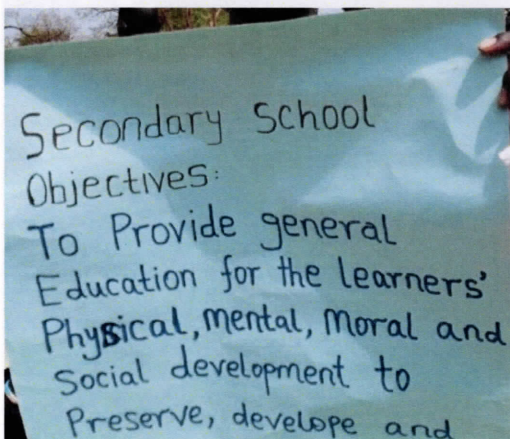 Secondary School
Objectives:
To Provide general
Education for the learners'
Physical, mental, Moral and
Social development to
Preserve, develope and